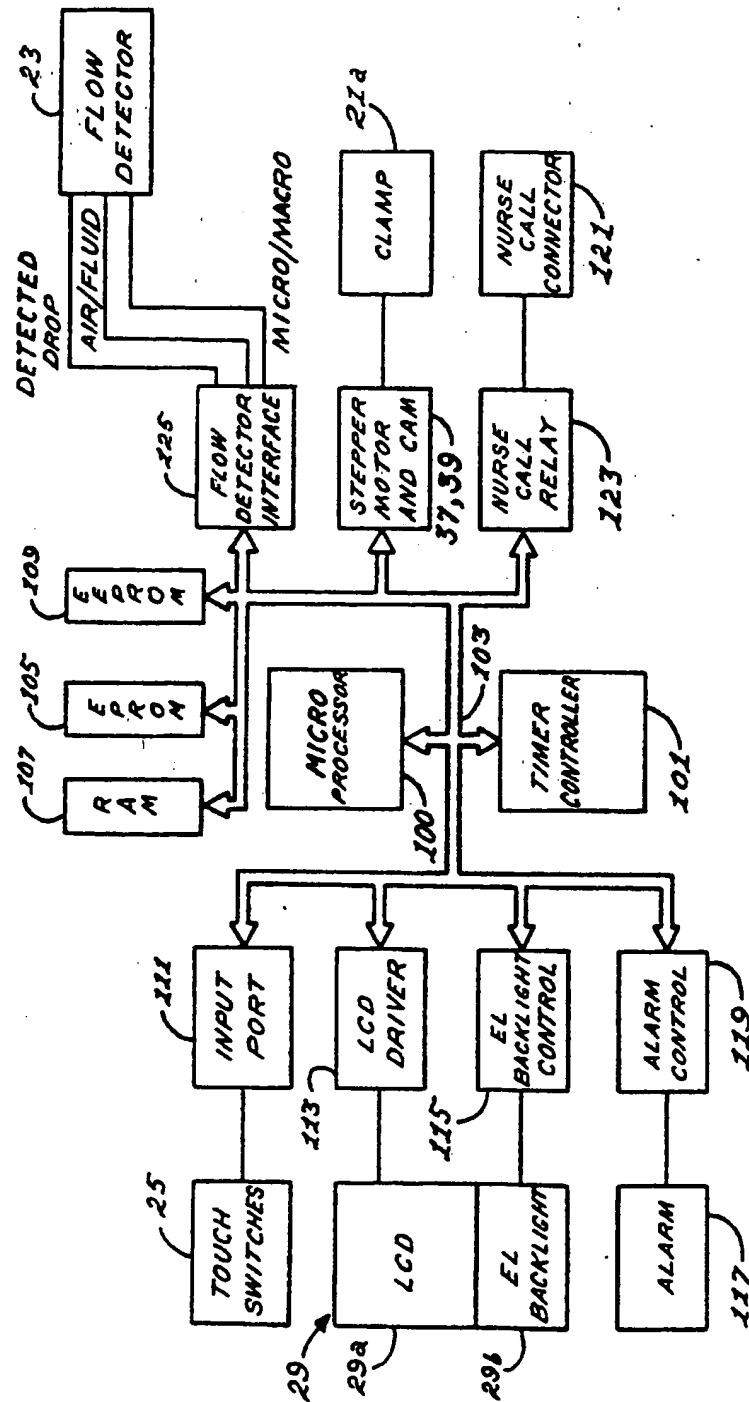 23
FLOW
DETECTOR
DETECTED
DROP
AIR/FLUID
MICRO/MACRO
125
FLOW
DETECTOR
INTERFACE
21a
CLAMP
STEPPER
MOTOR
AND CAM
37,39
NURSE
CALL
CONNECTOR
121
NURSE
CALL
RELAY
123
109
EEPROM
105
EPROM
107
RAM
MICRO
PROCESSOR
100
103
TIMER
CONTROLLER
101
111
INPUT
PORT
25
TOUCH
SWITCHES
LCD
DRIVER
113
29
LCD
29a
EL
BACKLIGHT
CONTROL
115
EL
BACKLIGHT
29b
ALARM
CONTROL
119
ALARM
117